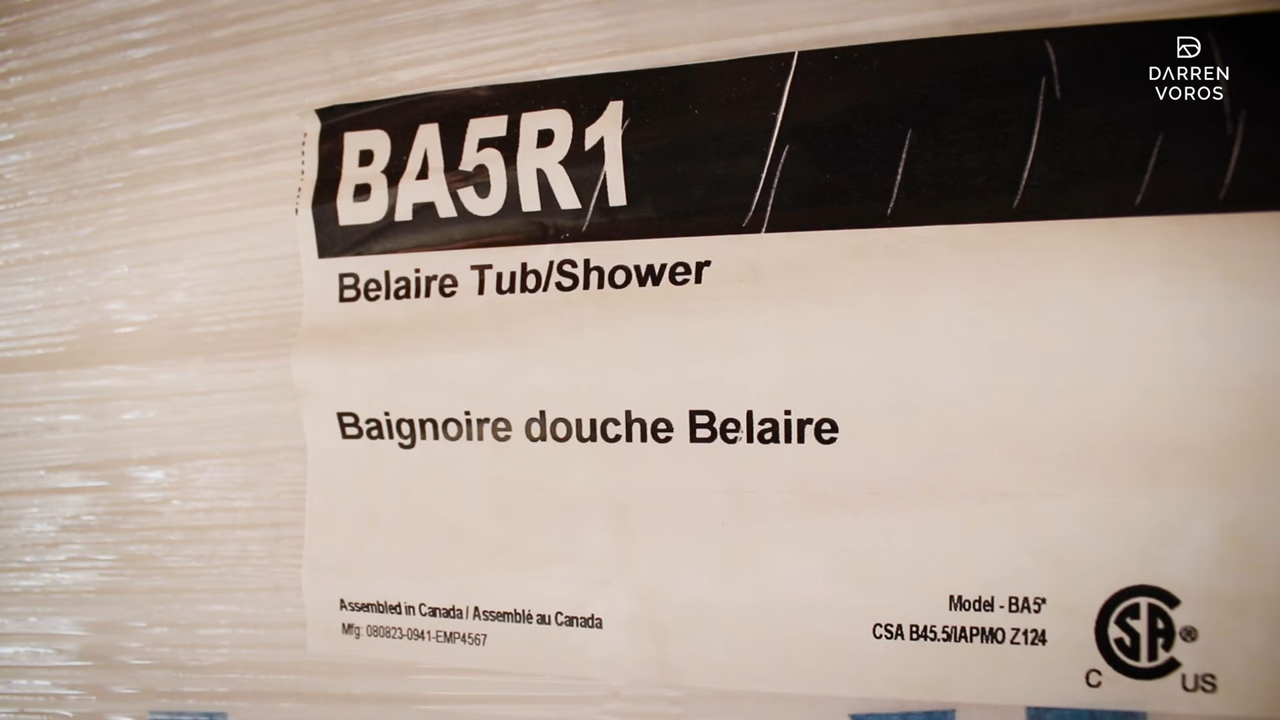 DARREN
VOROS
BA5R1
Belaire Tub/Shower
Baignoire douche Belaire
Assembled in Canada / Assemblé au Canada
Mfg: 080823-0941-EMP4567
Model - BA5*
CSA B45.5/IAPMO Z124
SA ®
C US